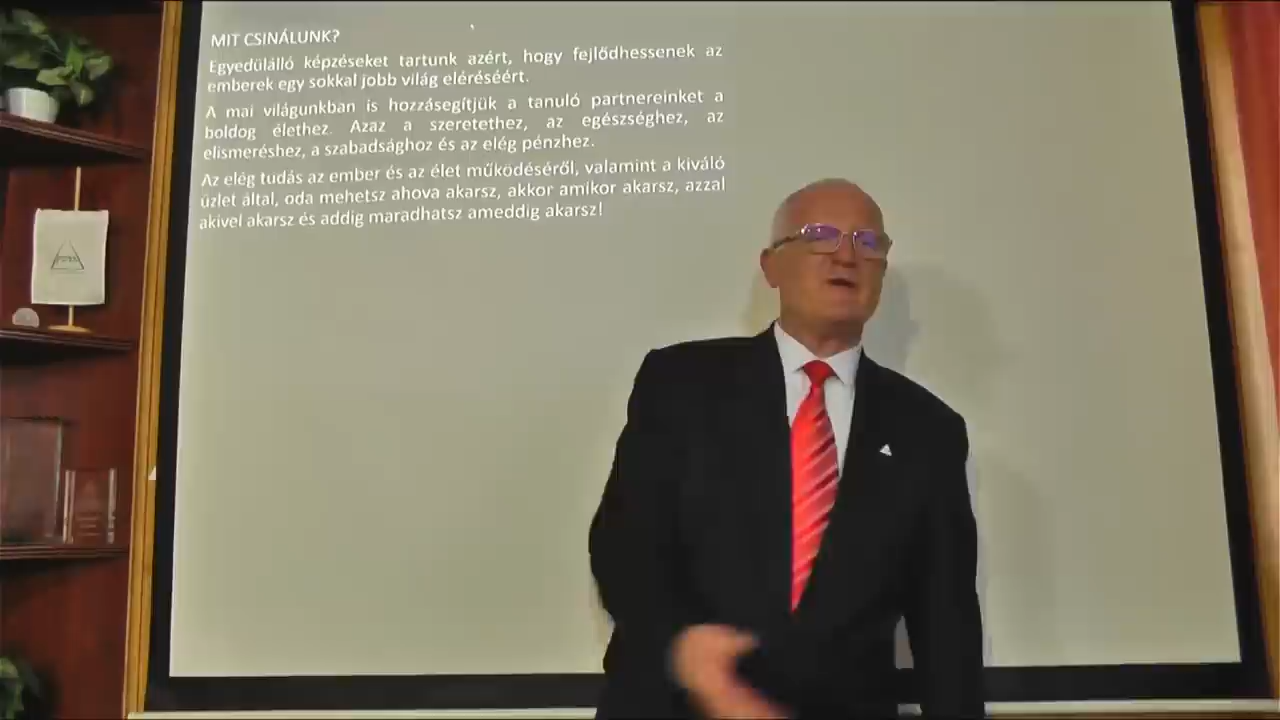 MIT CSINÁLUNK?
Egyedülálló képzéseket tartunk azért, hogy fejlődhessenek az
emberek egy sokkal jobb világ eléréséért.
A mai világunkban is hozzásegítjük a tanuló partnereinket a
boldog élethez. Azaz a szeretethez, az egészséghez, az
elismeréshez, a szabadsághoz és az elég pénzhez.
Az elég tudás az ember és az élet működéséről, valamint a kiváló
üzlet által, oda mehetsz ahova akarsz, akkor amikor akarsz, azzal
akivel akarsz és addig maradhatsz ameddig akarsz!